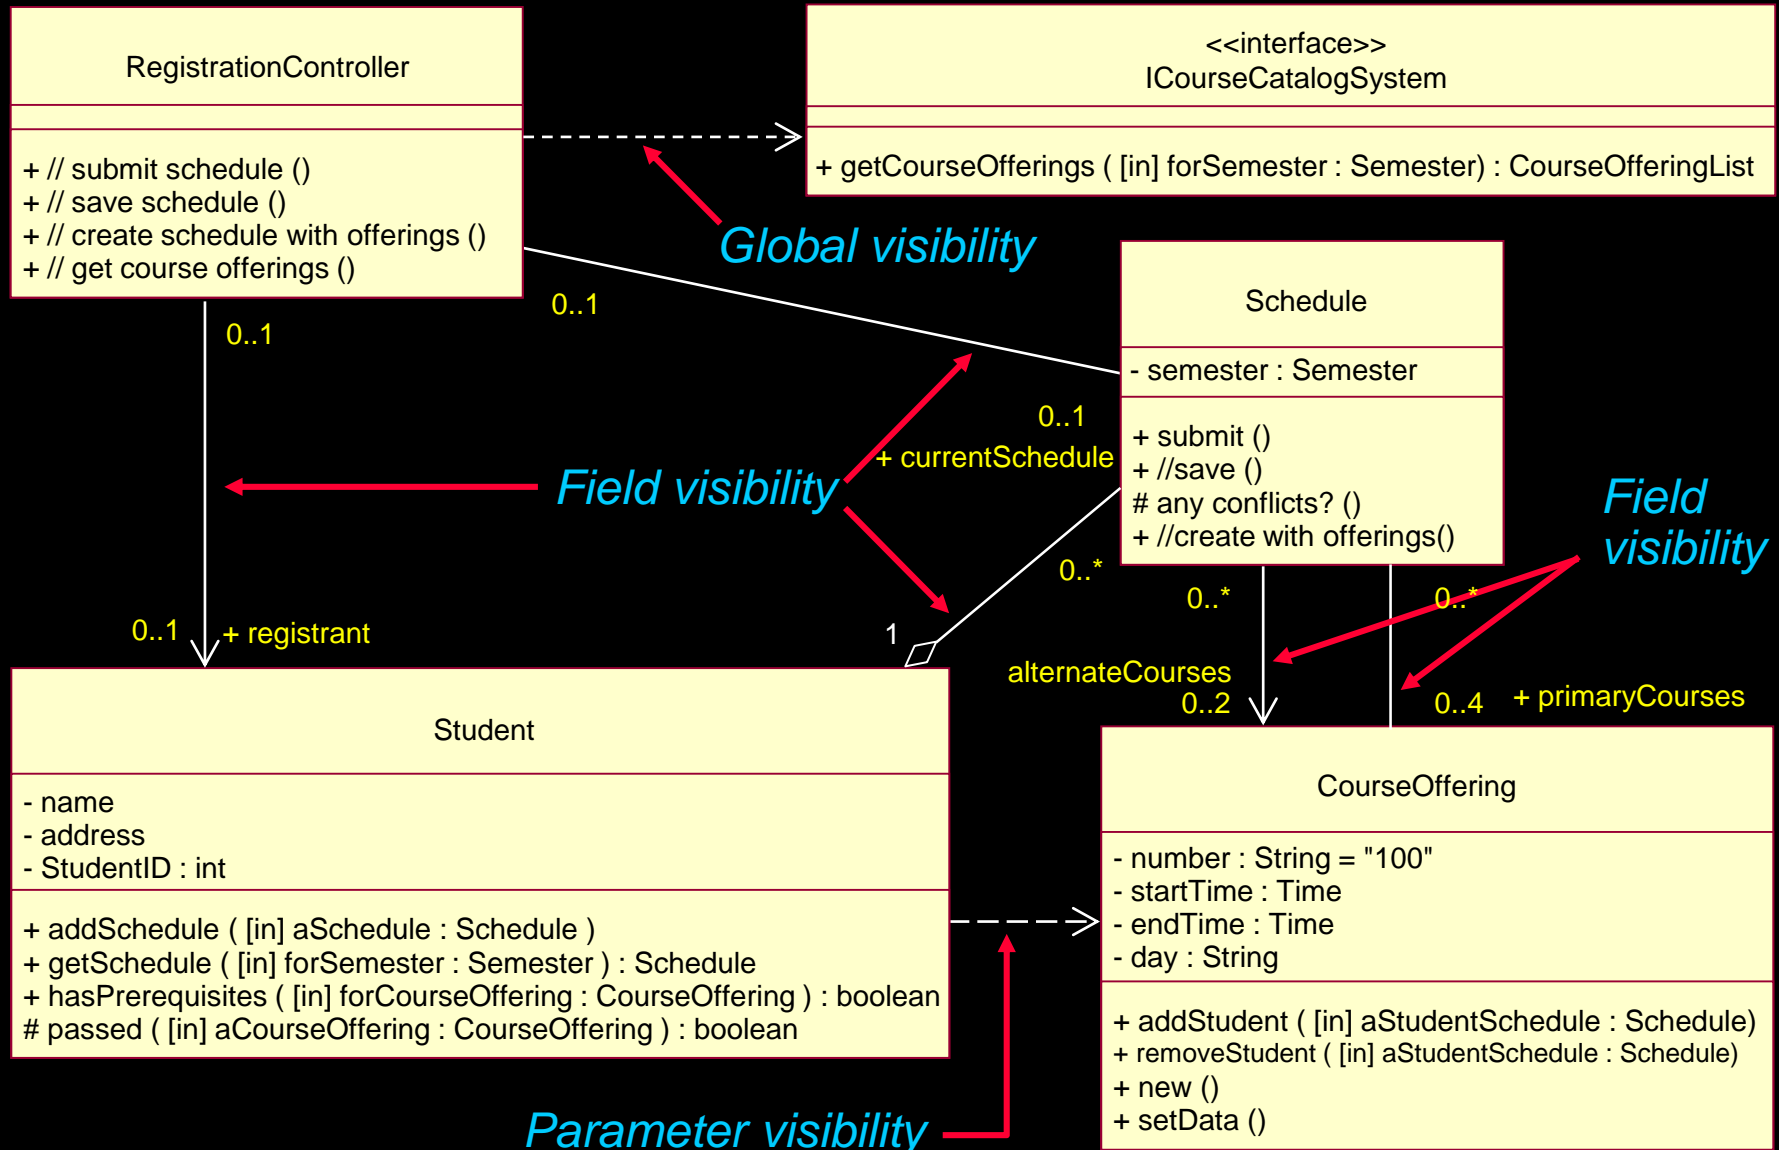 RegistrationController
+ // submit schedule ()
+ // save schedule ()
+ // create schedule with offerings ()
+ // get course offerings ()
<<interface>>
ICourseCatalogSystem
+ getCourseOfferings ( [in] forSemester : Semester) : CourseOfferingList
Global visibility
0..1
0..1
Schedule
- semester : Semester
+ submit ()
+ //save ()
# any conflicts? ()
+ //create with offerings()
0..1
+ currentSchedule
Field visibility
Field
visibility
0..*
0..*
0..*
0..1
+ registrant
1
alternateCourses
0..2
0..4
+ primaryCourses
Student
- name
- address
- StudentID : int
+ addSchedule ( [in] aSchedule : Schedule )
+ getSchedule ( [in] forSemester : Semester ) : Schedule
+ hasPrerequisites ( [in] forCourseOffering : CourseOffering ) : boolean
# passed ( [in] aCourseOffering : CourseOffering ) : boolean
CourseOffering
- number : String = "100"
- startTime : Time
- endTime : Time
- day : String
+ addStudent ( [in] aStudentSchedule : Schedule)
+ removeStudent ( [in] aStudentSchedule : Schedule)
+ new ()
+ setData ()
Parameter visibility